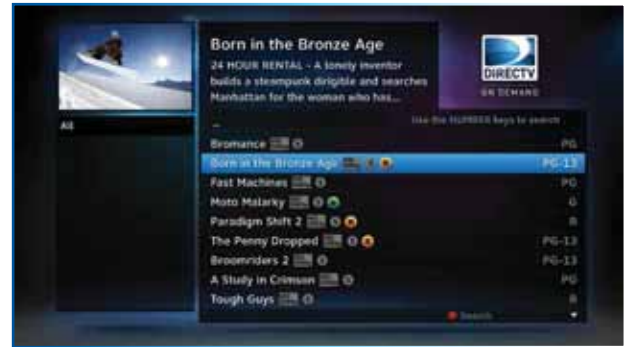 Born in the Bronze Age
24 HOUR RENTAL - A lonely inventor
builds a steampunk dirigible and searches
Manhattan for the woman who has...
DIRECTV
ON DEMAND
All
Use the NUMBER keys to search
Bromance PG
Born in the Bronze Age PG-13
Fast Machines PG
Moto Malarky G
Paradigm Shift 2 R
The Penny Dropped PG-13
Broomriders 2 PG-13
A Study in Crimson PG
Tough Guys R
Search